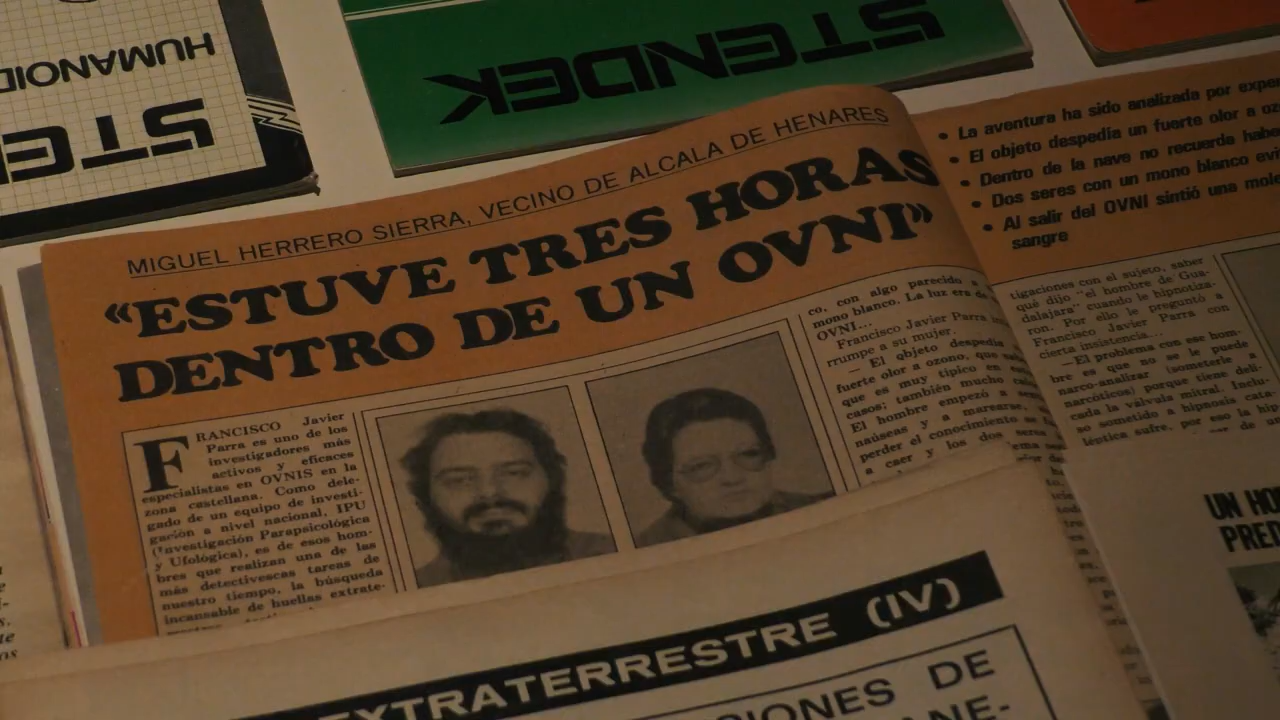 STENDEK
HUMANOID
STE
MIGUEL HERRERO SIERRA, VECINO DE ALCALA DE HENARES
«ESTUVE TRES HORAS
DENTRO DE UN OVNI»
FRANCISCO Javier
Parra es uno de los
investigadores más
activos y eficaces
especialistas en OVNIS en la
zona castellana. Como dele-
gado de un equipo de investi-
gación a nivel nacional, IPU
(Investigación Parapsicológica
y Ufológica), es de esos hom-
bres que realizan una de las
más detectivescas tareas de
nuestro tiempo, la búsqueda
incansable de huellas extrate-
co, con algo parecido a
mono blanco. La luz era de
OVNI...
Francisco Javier Parra
rrumpe a su mujer.
— El objeto despedía
fuerte olor a ozono, que
que es muy típico en
casos; también mucho
El hombre empezó a
náuseas y a marearse,
perder el conocimiento
a caer y los dos
• La aventura ha sido analizada por expe
• El objeto despedía un fuerte olor a oz
• Dentro de la nave no recuerde habe
• Dos seres con un mono blanco evi
• Al salir del OVNI sintió una mole
sangre
tigaciones con el sujeto, saber
qué dijo "el hombre de Gua-
dalajara" cuando le hipnotiza-
ron. Por ello le preguntó a
Francisco Javier Parra con
cierta insistencia...
—El problema con ese hom-
bre es que no se le puede
narco-analizar (someterle a
narcóticos) porque tiene deli-
cada la válvula mitral. Inclu-
so sometido a hipnosis cata-
léptica sufre, por eso la hip
EXTRATERRESTRE (IV)
CIONES DE
ANE-
UN HO
PRED